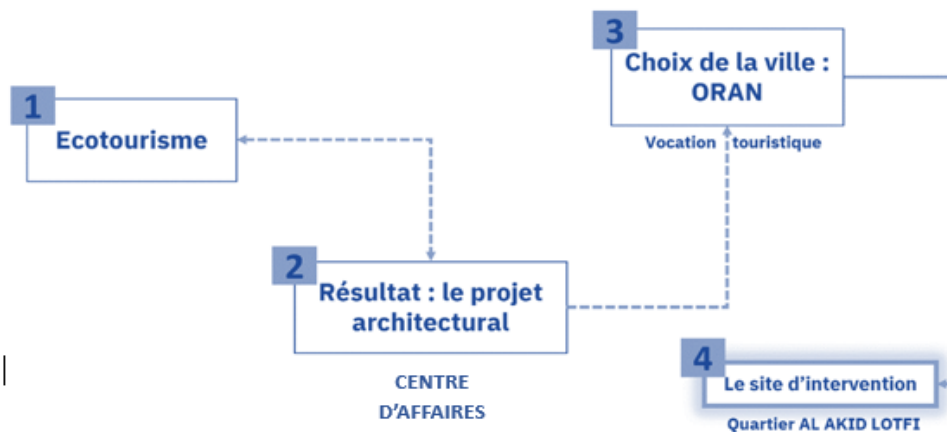 1
Ecotourisme
2
Résultat : le projet
architectural
CENTRE
D'AFFAIRES
3
Choix de la ville :
ORAN
Vocation touristique
4
Le site d'intervention
Quartier AL AKID LOTFI